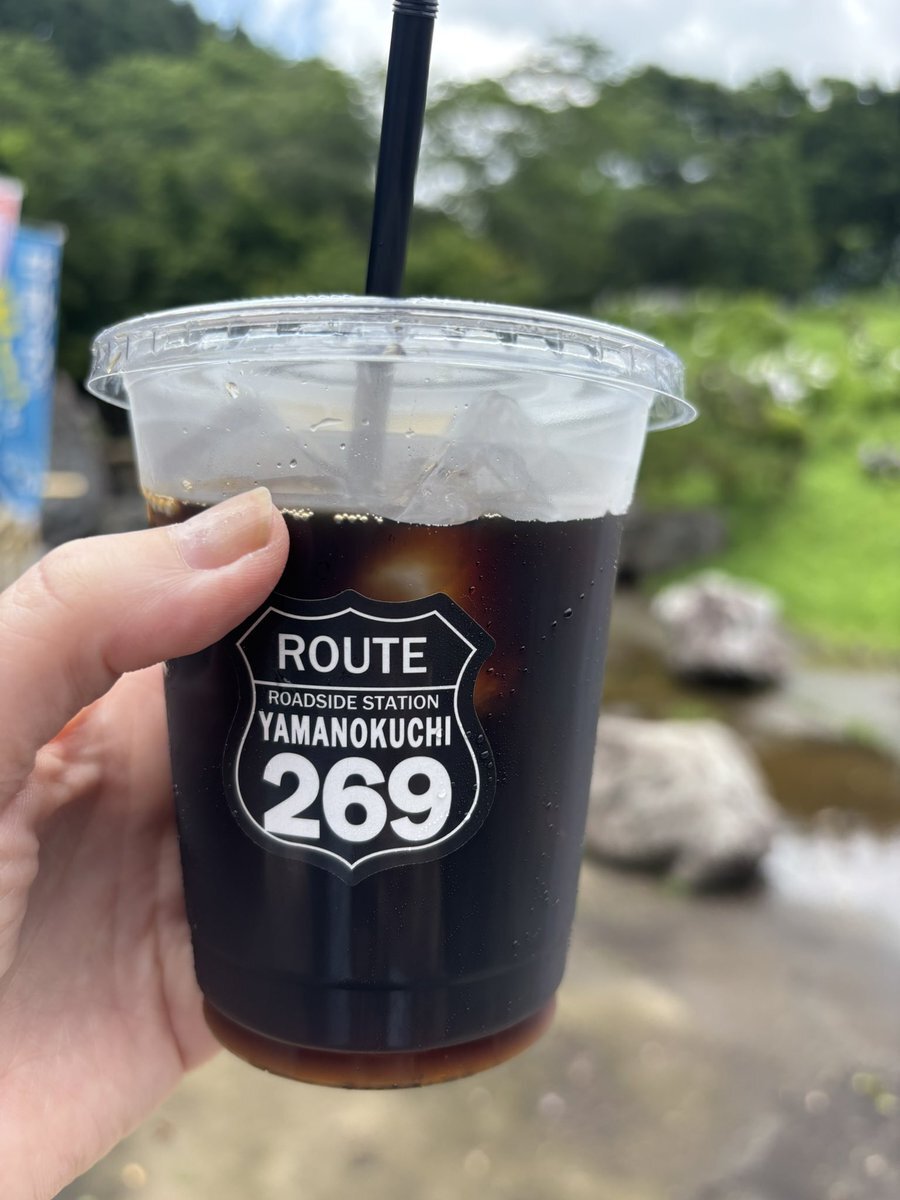 ROUTE
ROADSIDE STATION
YAMANOKUCHI
269